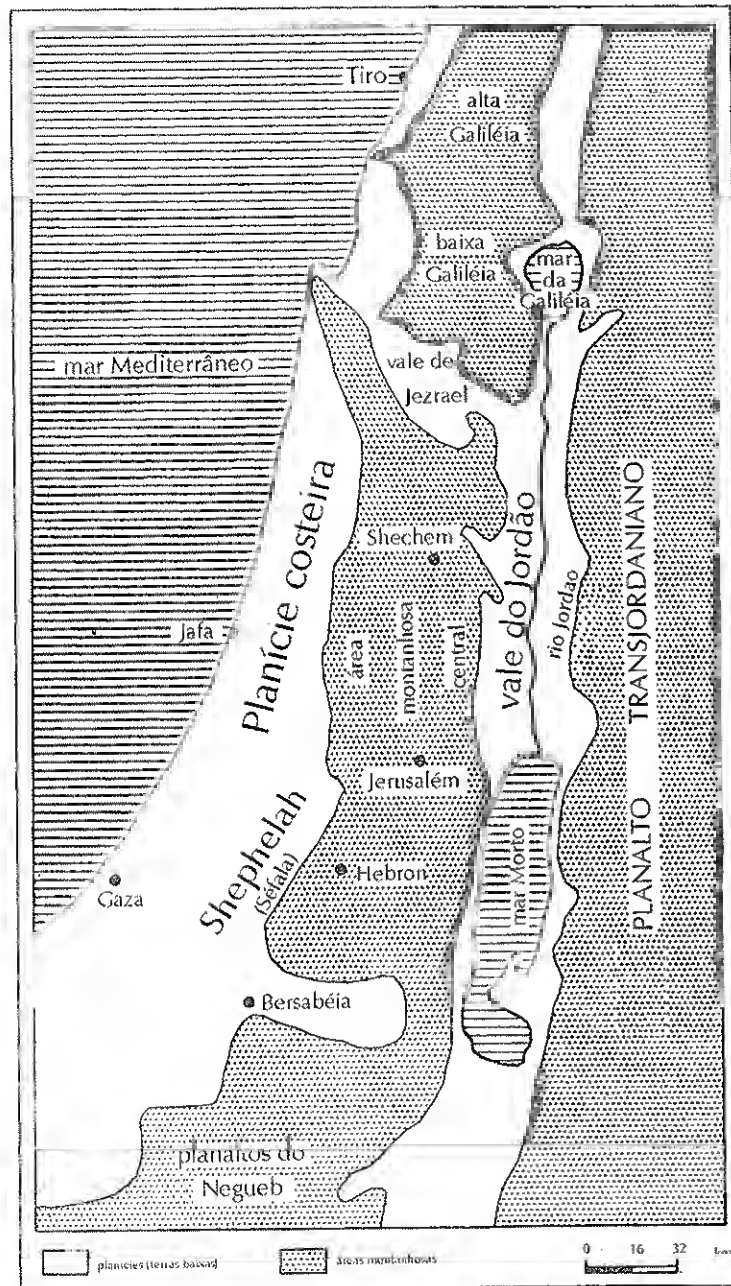 Tiro
alta
Galiléia
baixa
Galiléia
mar
da
Galiléia
mar Mediterrâneo
vale de
Jezrael
Planície costeira
Shechem
vale do Jordão
rio Jordao
PLANALTO TRANSJORDANIANO
Jafa
área
montanhosa
central
Jerusalém
Shephelah
(Sefala)
Hebron
mar Morto
Gaza
Bersabéia
planaltos do
Negueb
planícies (terras baixas)
áreas montanhosas
0 16 32 km